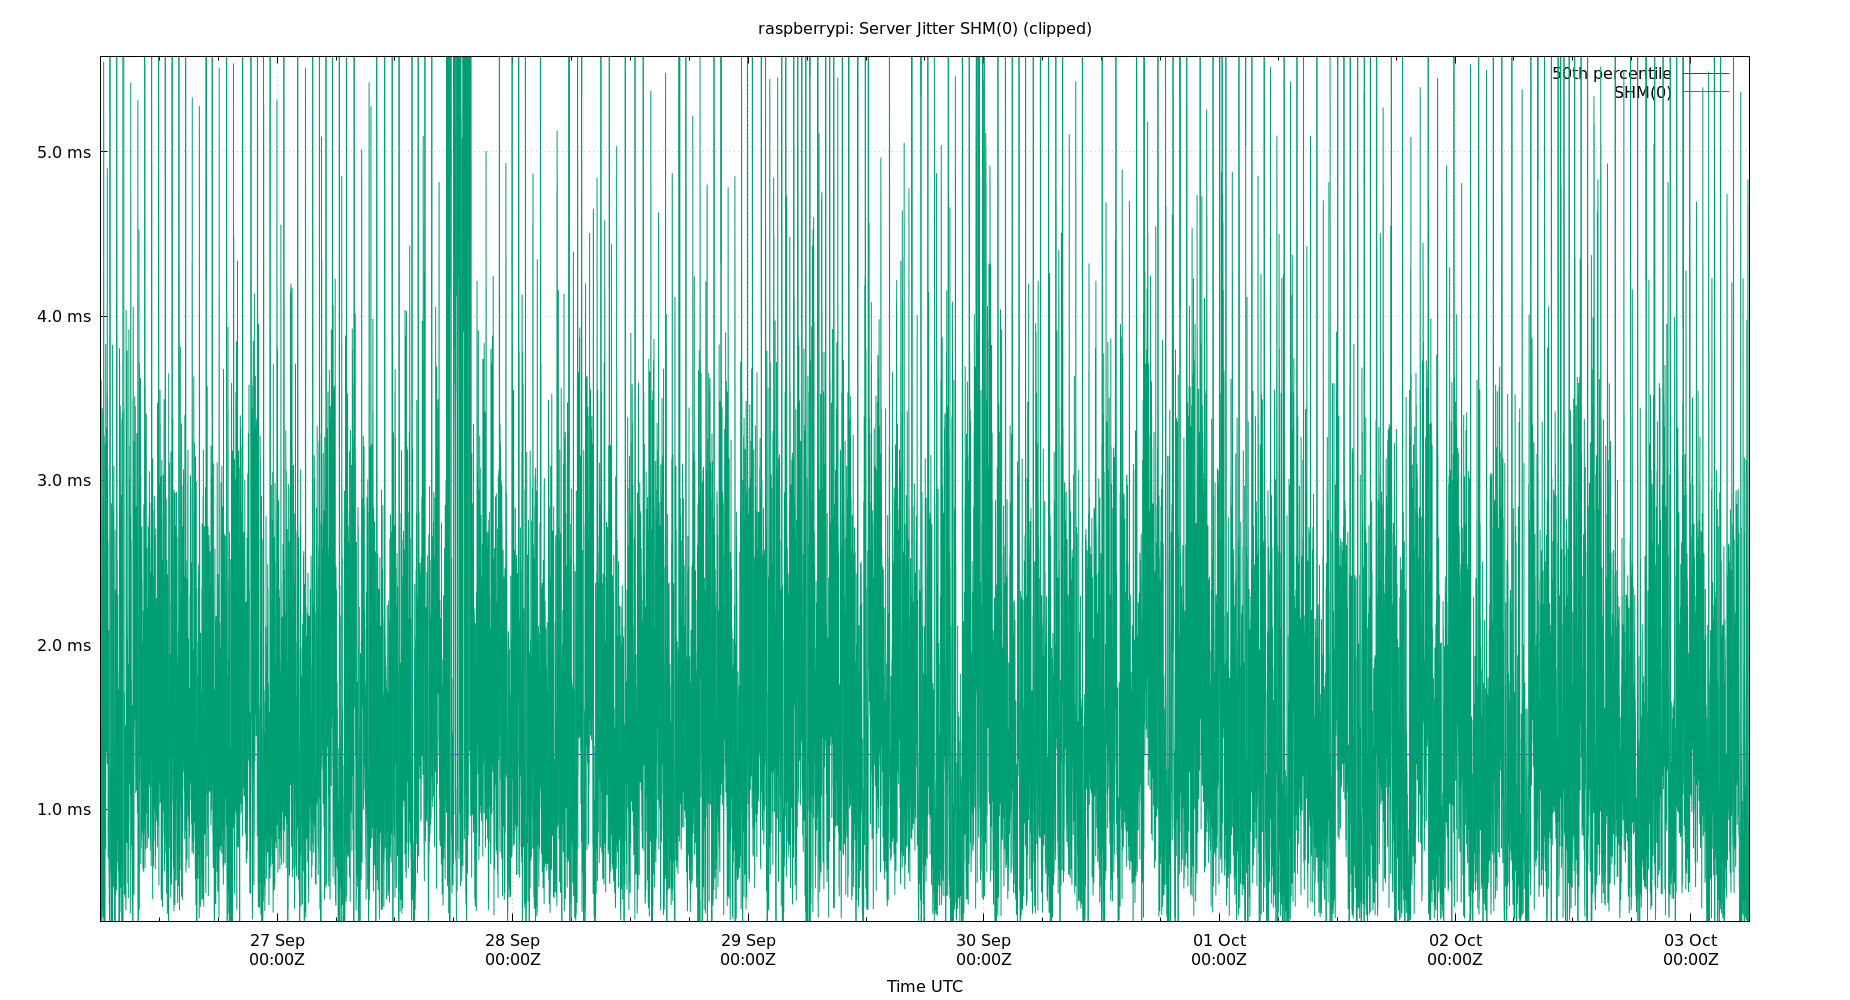 raspberrypi: Server Jitter SHM(0) (clipped)
50th percentile
SHM(0)
5.0 ms
4.0 ms
3.0 ms
2.0 ms
1.0 ms
27 Sep 28 Sep 29 Sep 30 Sep 01 Oct 02 Oct 03 Oct
00:00Z 00:00Z 00:00Z 00:00Z 00:00Z 00:00Z 00:00Z
Time UTC